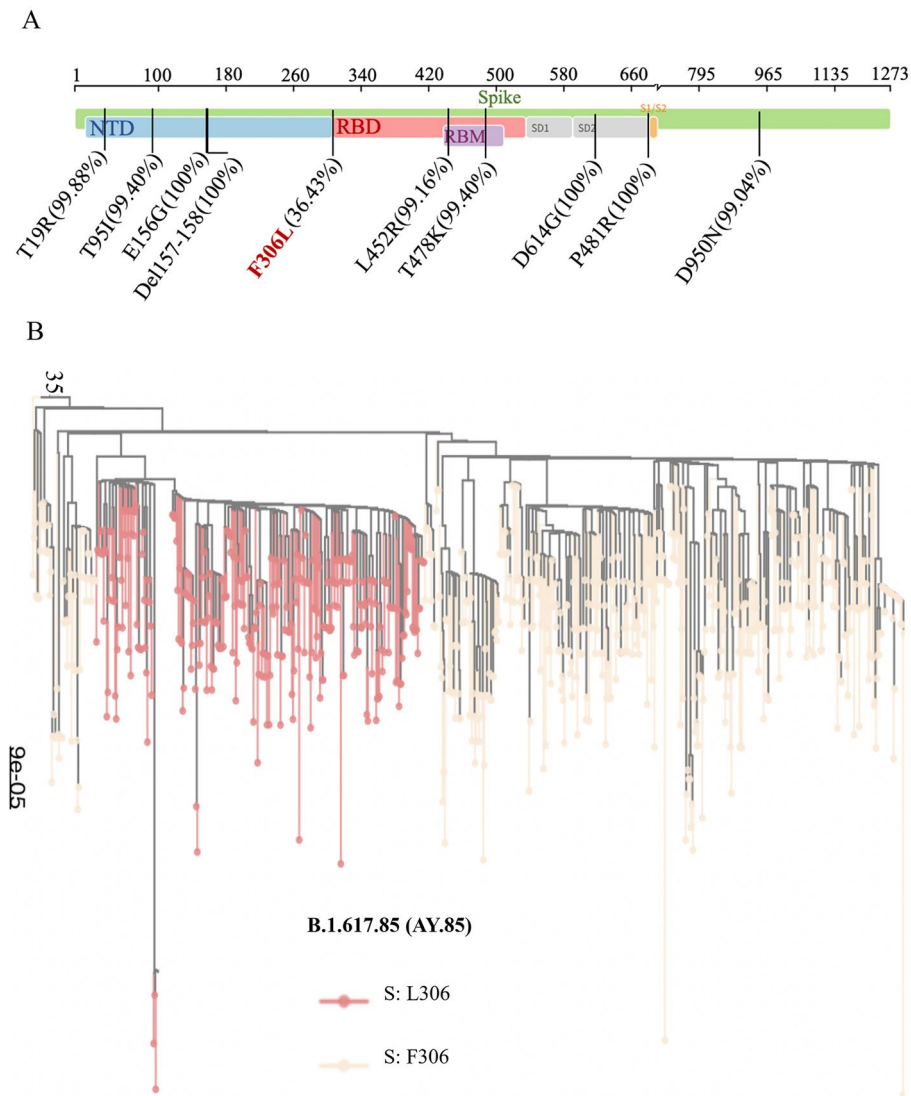 A
1 100 180 260 340 420 500 580 660 795 965 1135 1273
Spike
S1/S2
NTD RBD RBM SD1 SD2
T19R(99.88%)
T95I(99.40%)
E156G(100%)
Del157-158(100%)
F306L (36.43%)
L452R(99.16%)
T478K(99.40%)
D614G(100%)
P481R(100%)
D950N(99.04%)
B
35
9e-05
B.1.617.85 (AY.85)
S: L306
S: F306